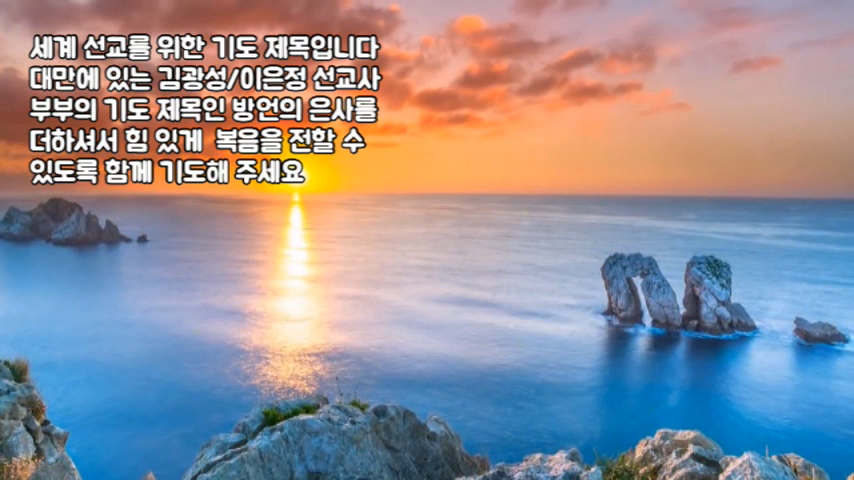 세계 선교를 위한 기도 제목입니다
대만에 있는 김광성/이은정 선교사
부부의 기도 제목인 방언의 은사를
더하셔서 힘 있게 복음을 전할 수
있도록 함께 기도해 주세요